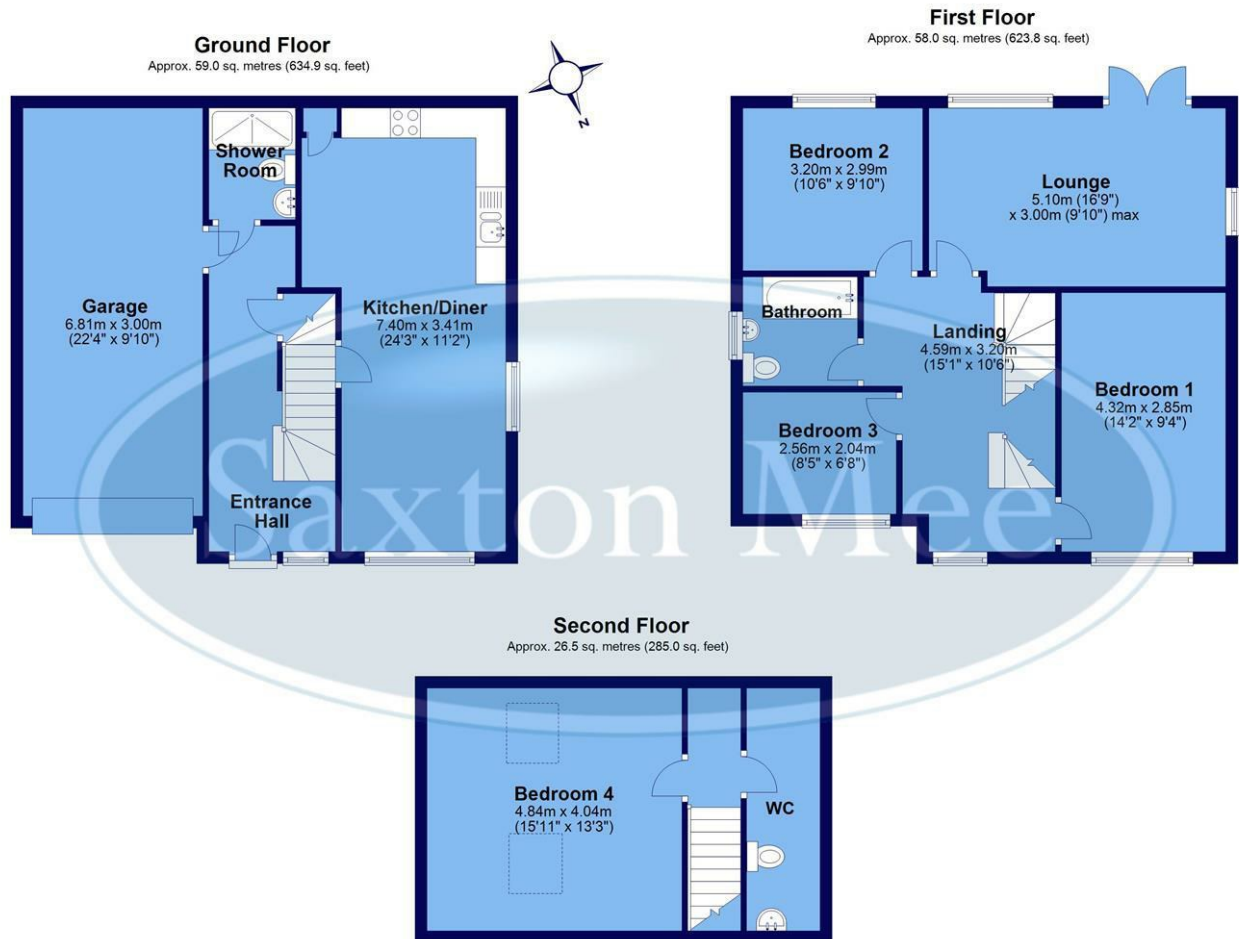 Ground Floor
Approx. 59.0 sq. metres (634.9 sq. feet)
Shower
Room
Garage
6.81m x 3.00m
(22'4" x 9'10")
Kitchen/Diner
7.40m x 3.41m
(24'3" x 11'2")
Entrance
Hall
N
First Floor
Approx. 58.0 sq. metres (623.8 sq. feet)
Bedroom 2
3.20m x 2.99m
(10'6" x 9'10")
Lounge
5.10m (16'9")
x 3.00m (9'10") max
Bathroom
Landing
4.59m x 3.20m
(15'1" x 10'6")
Bedroom 1
4.32m x 2.85m
(14'2" x 9'4")
Bedroom 3
2.56m x 2.04m
(8'5" x 6'8")
Saxton Mee
Second Floor
Approx. 26.5 sq. metres (285.0 sq. feet)
Bedroom 4
4.84m x 4.04m
(15'11" x 13'3")
WC